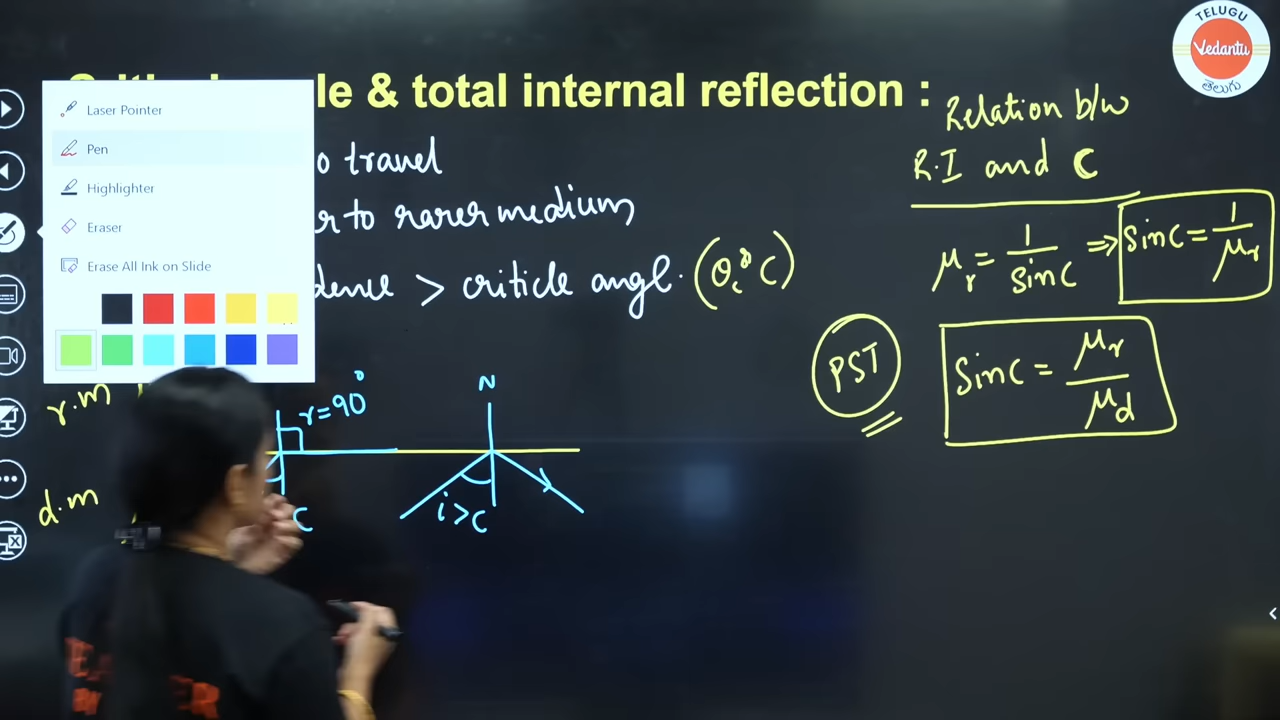 le & total internal reflection :
TELUGU
Vedantu
తెలుగు
Laser Pointer
Pen
Highlighter
Eraser
Erase All Ink on Slide
o travel
r to rarer medium,
dence > criticle angle. (θc or C)
Relation b/w
R.I and C
μr = 1/sinC ⇒ sinC = 1/μr
PST
SinC = μr/μd
r.m
r=90°
N
d.m
C
i>C